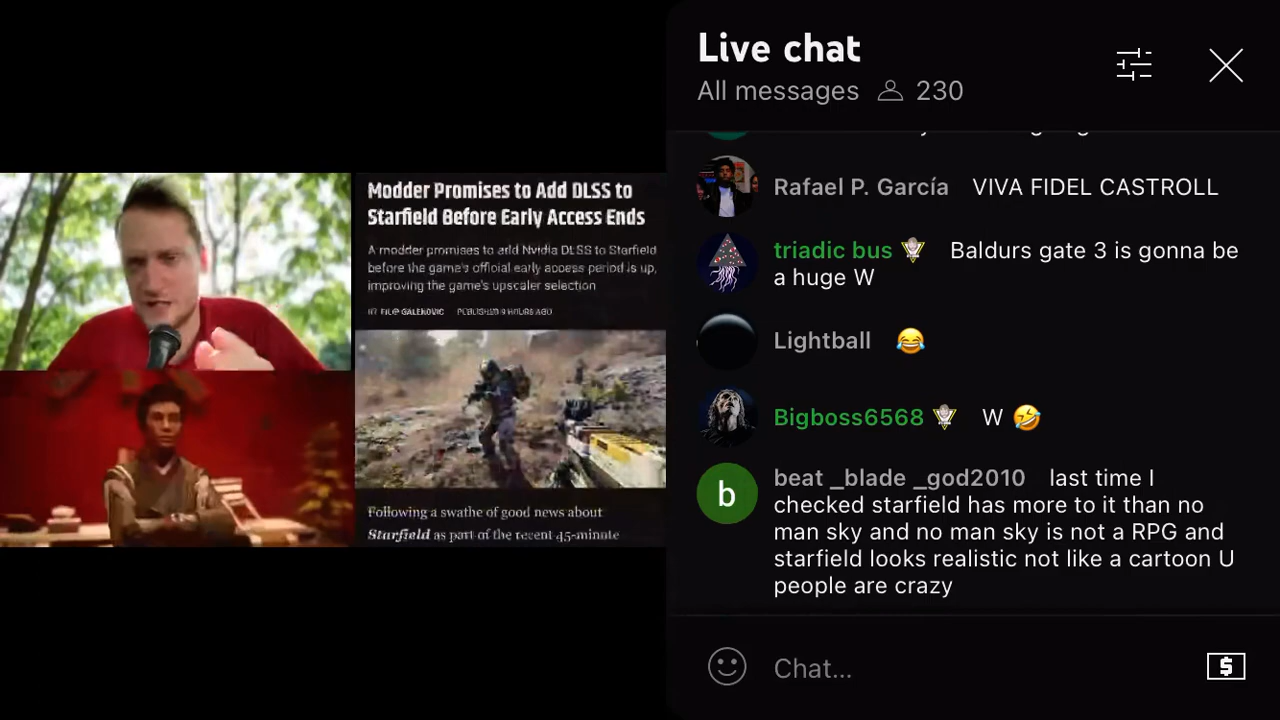 Modder Promises to Add DLSS to
Starfield Before Early Access Ends
A modder promises to add Nvidia DLSS to Starfield
before the game's official early access period is up,
improving the game's upscaler selection
BY FILIP GALEKOVIC PUBLISHED 9 HOURS AGO
Following a swathe of good news about
Starfield as part of the recent 45-minute
Live chat
All messages 230
Rafael P. García VIVA FIDEL CASTROLL
triadic bus Baldurs gate 3 is gonna be
a huge W
Lightball 😂
Bigboss6568 W 🤣
b
beat _blade _god2010 last time I
checked starfield has more to it than no
man sky and no man sky is not a RPG and
starfield looks realistic not like a cartoon U
people are crazy
Chat...
$